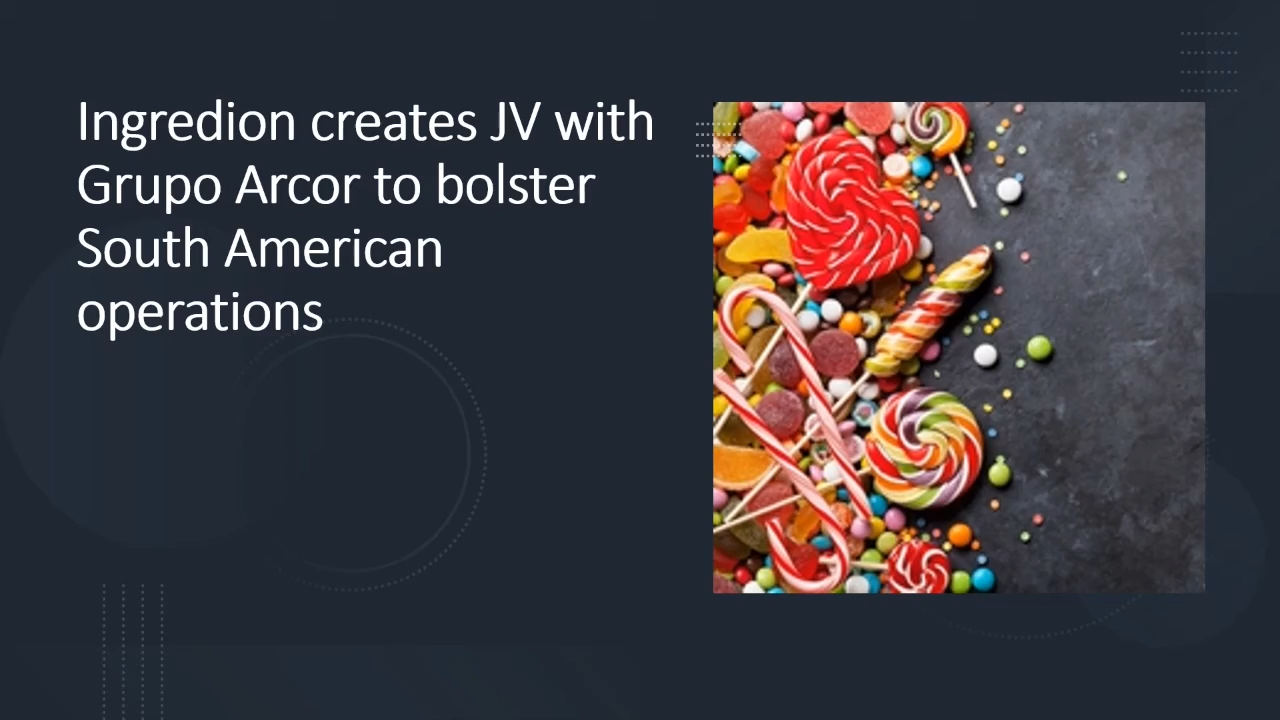 Ingredion creates JV with
Grupo Arcor to bolster
South American
operations